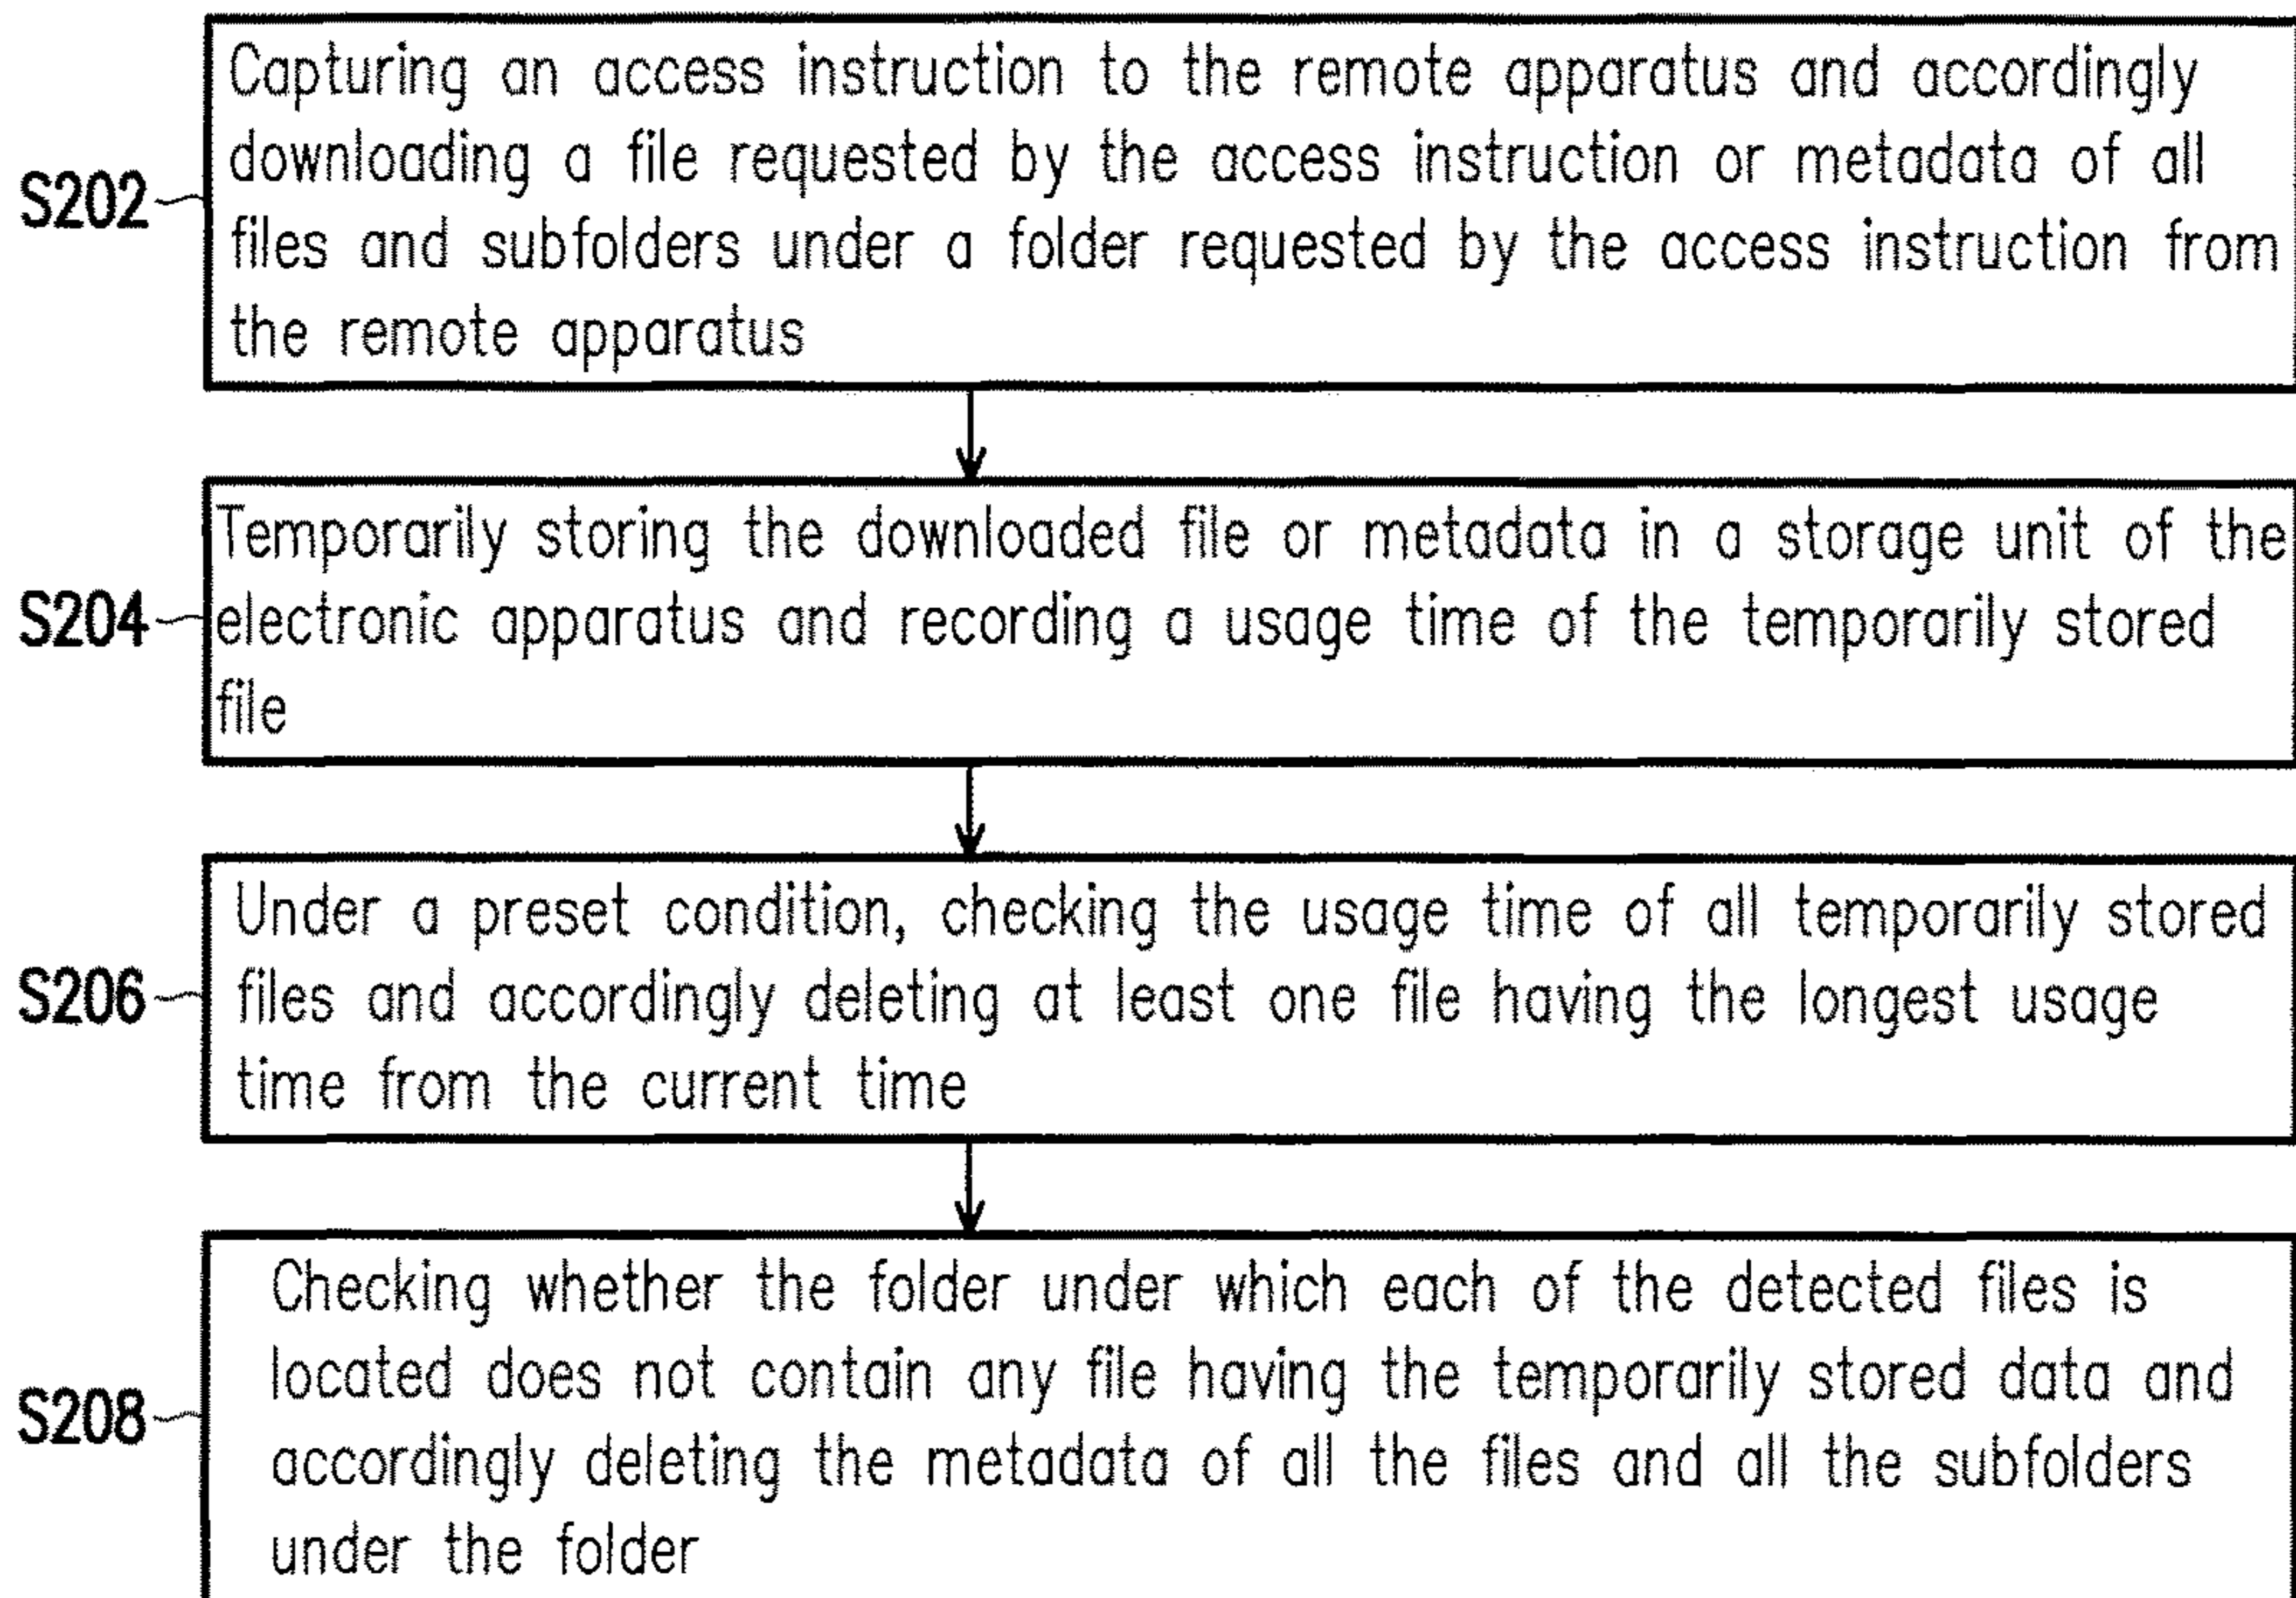 Capturing an access instruction to the remote apparatus and accordingly
downloading a file requested by the access instruction or metadata of all
S202
files and subfolders under a folder requested by the access instruction from
the remote apparatus
Temporarily storing the downloaded file or metadata in a storage unit of the
S204
electronic apparatus and recording a usage time of the temporarily stored
file
Under a preset condition, checking the usage time of all temporarily stored
S206
files and accordingly deleting at least one file having the longest usage
time from the current time
Checking whether the folder under which each of the detected files is
located does not contain any file having the temporarily stored data and
S208
accordingly deleting the metadata of all the files and all the subfolders
under the folder